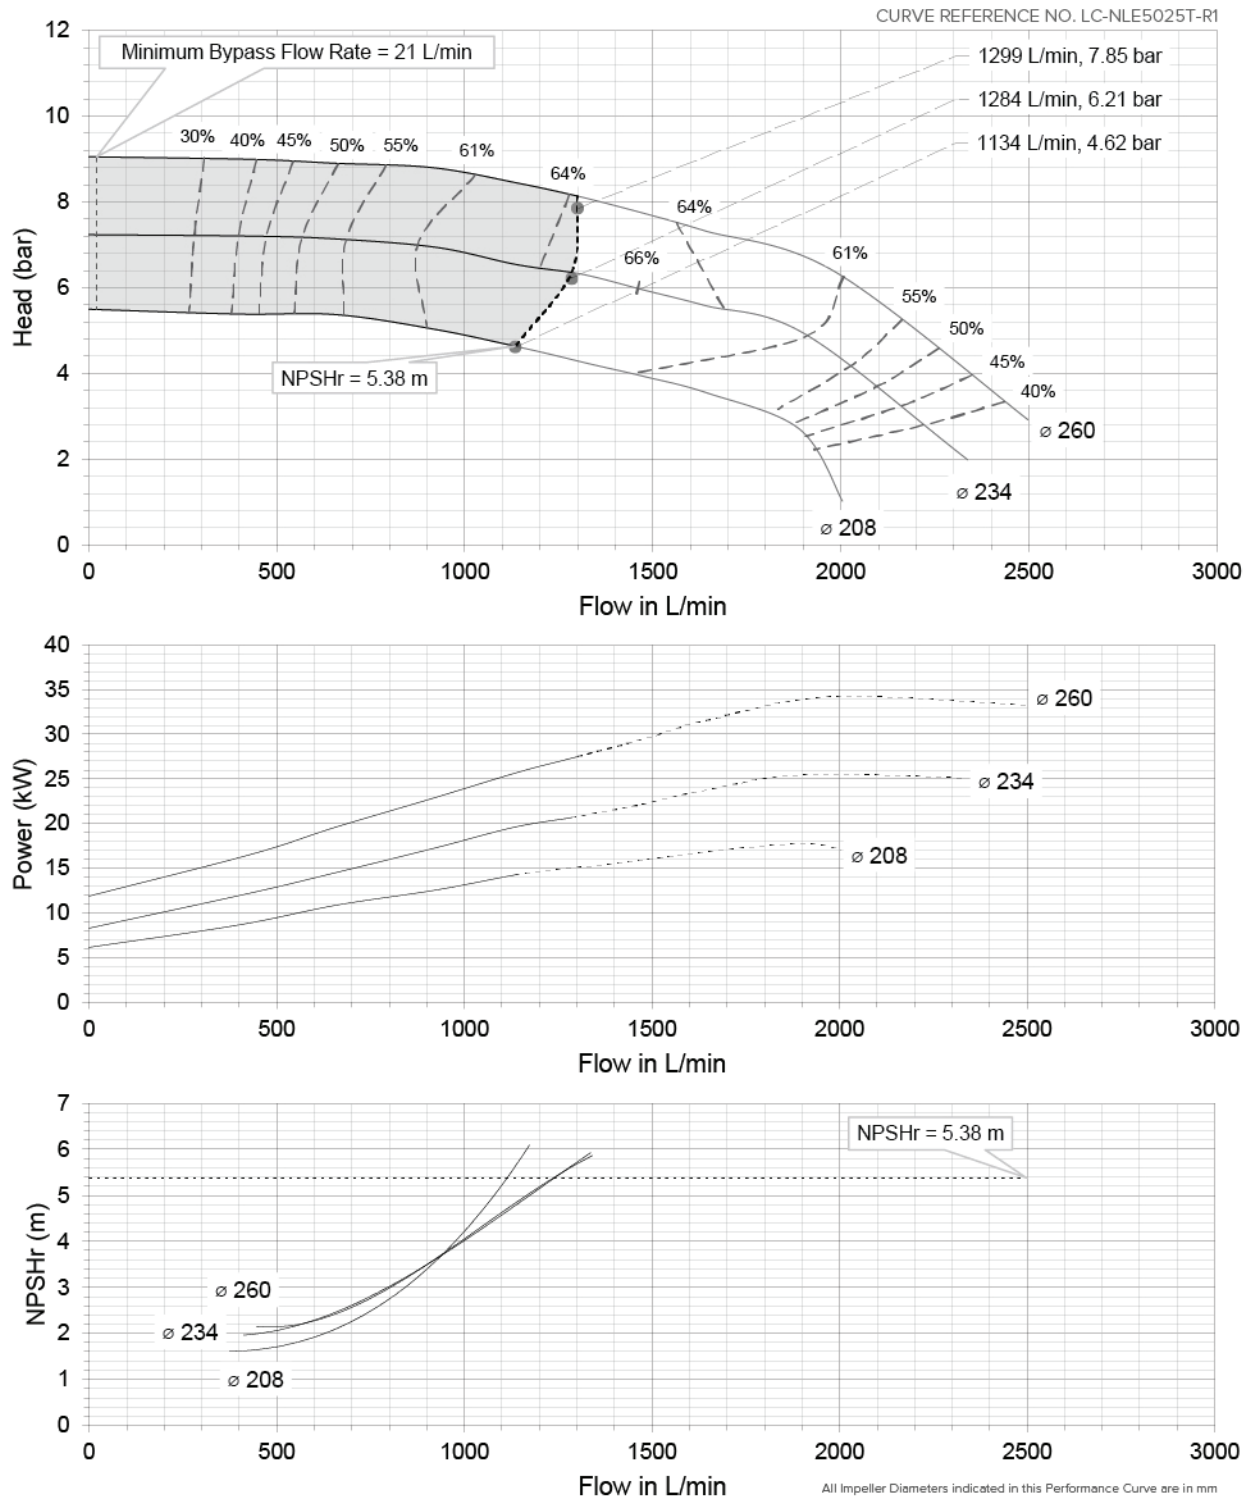 CURVE REFERENCE NO. LC-NLE5025T-R1
12
Minimum Bypass Flow Rate = 21 L/min
1299 L/min, 7.85 bar
1284 L/min, 6.21 bar
1134 L/min, 4.62 bar
10
30%
40%
45%
50%
55%
61%
64%
8
64%
66%
61%
6
55%
50%
45%
40%
4
NPSHr = 5.38 m
⌀ 260
2
⌀ 234
⌀ 208
0
Head (bar)
0 500 1000 1500 2000 2500 3000
Flow in L/min
40
35
⌀ 260
30
25
⌀ 234
20
15
⌀ 208
10
5
0
Power (kW)
0 500 1000 1500 2000 2500 3000
Flow in L/min
7
NPSHr = 5.38 m
6
5
4
3
⌀ 260
2
⌀ 234
1
⌀ 208
0
NPSHr (m)
0 500 1000 1500 2000 2500 3000
Flow in L/min
All Impeller Diameters indicated in this Performance Curve are in mm